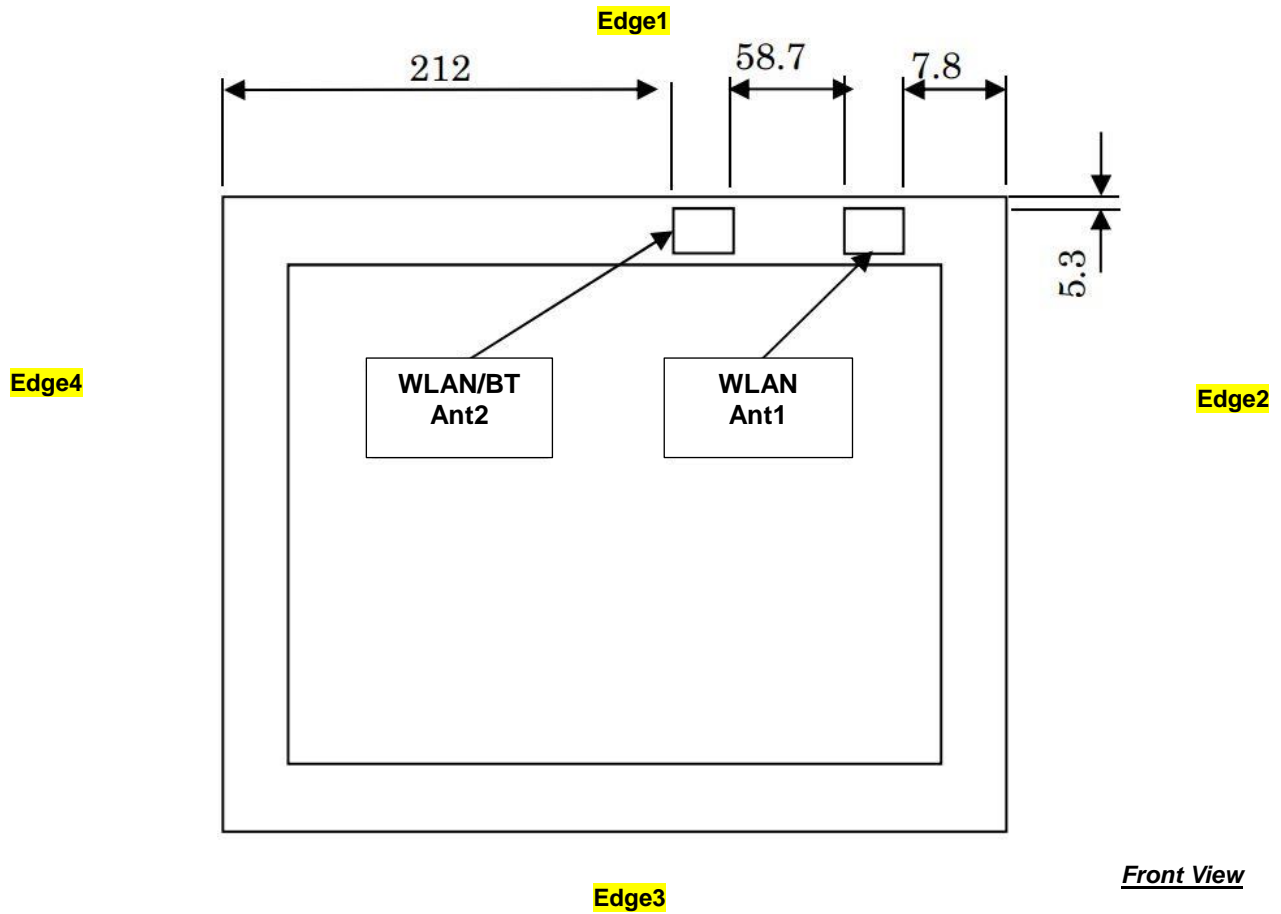 Edge1
212
58.7
7.8
5.3
WLAN/BT
Ant2
WLAN
Ant1
Edge4
Edge2
Front View
Edge3